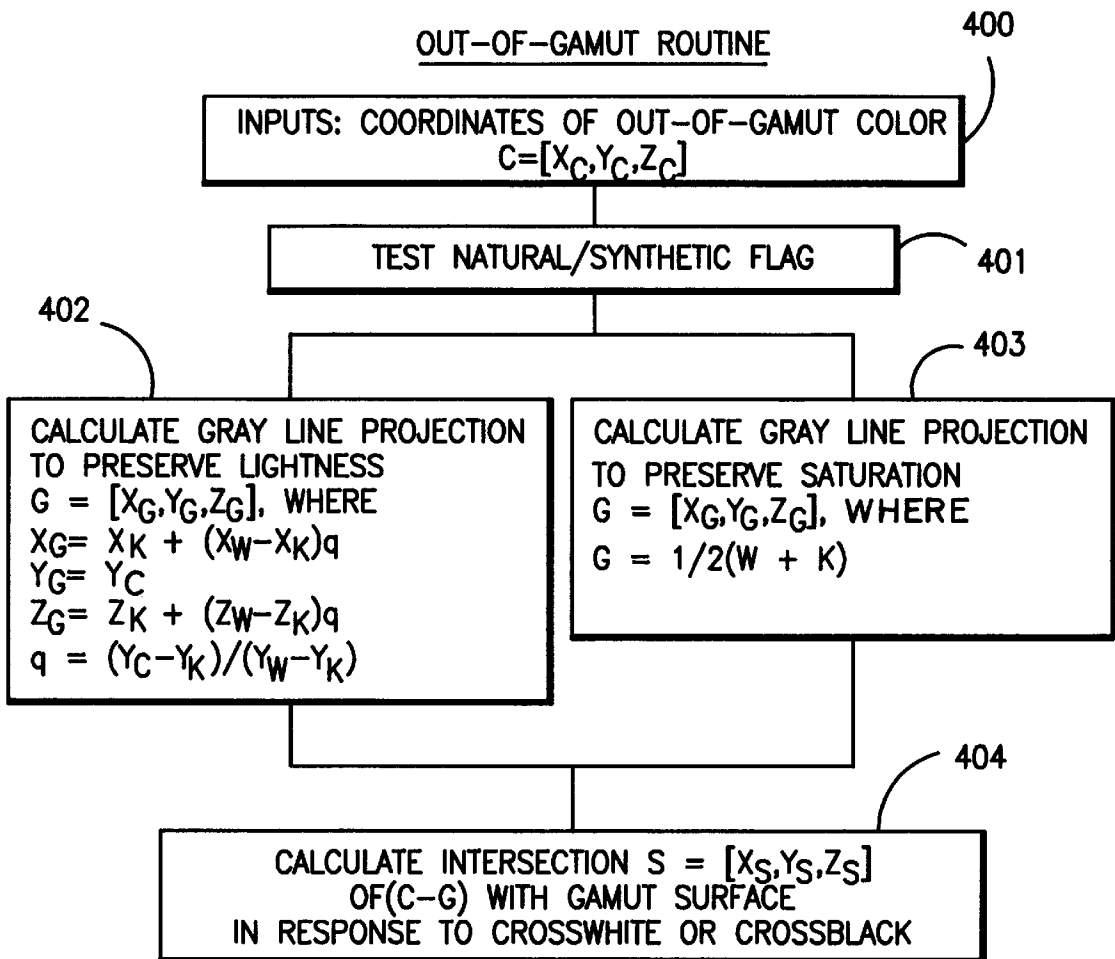 OUT-OF-GAMUT ROUTINE
400
INPUTS: COORDINATES OF OUT-OF-GAMUT COLOR
C=[XC,YC,ZC]
TEST NATURAL/SYNTHETIC FLAG
401
402
CALCULATE GRAY LINE PROJECTION
TO PRESERVE LIGHTNESS
G = [XG,YG,ZG], WHERE
XG= XK + (XW-XK)q
YG= YC
ZG= ZK + (ZW-ZK)q
q = (YC-YK)/(YW-YK)
403
CALCULATE GRAY LINE PROJECTION
TO PRESERVE SATURATION
G = [XG,YG,ZG], WHERE
G = 1/2(W + K)
404
CALCULATE INTERSECTION S = [XS,YS,ZS]
OF(C-G) WITH GAMUT SURFACE
IN RESPONSE TO CROSSWHITE OR CROSSBLACK